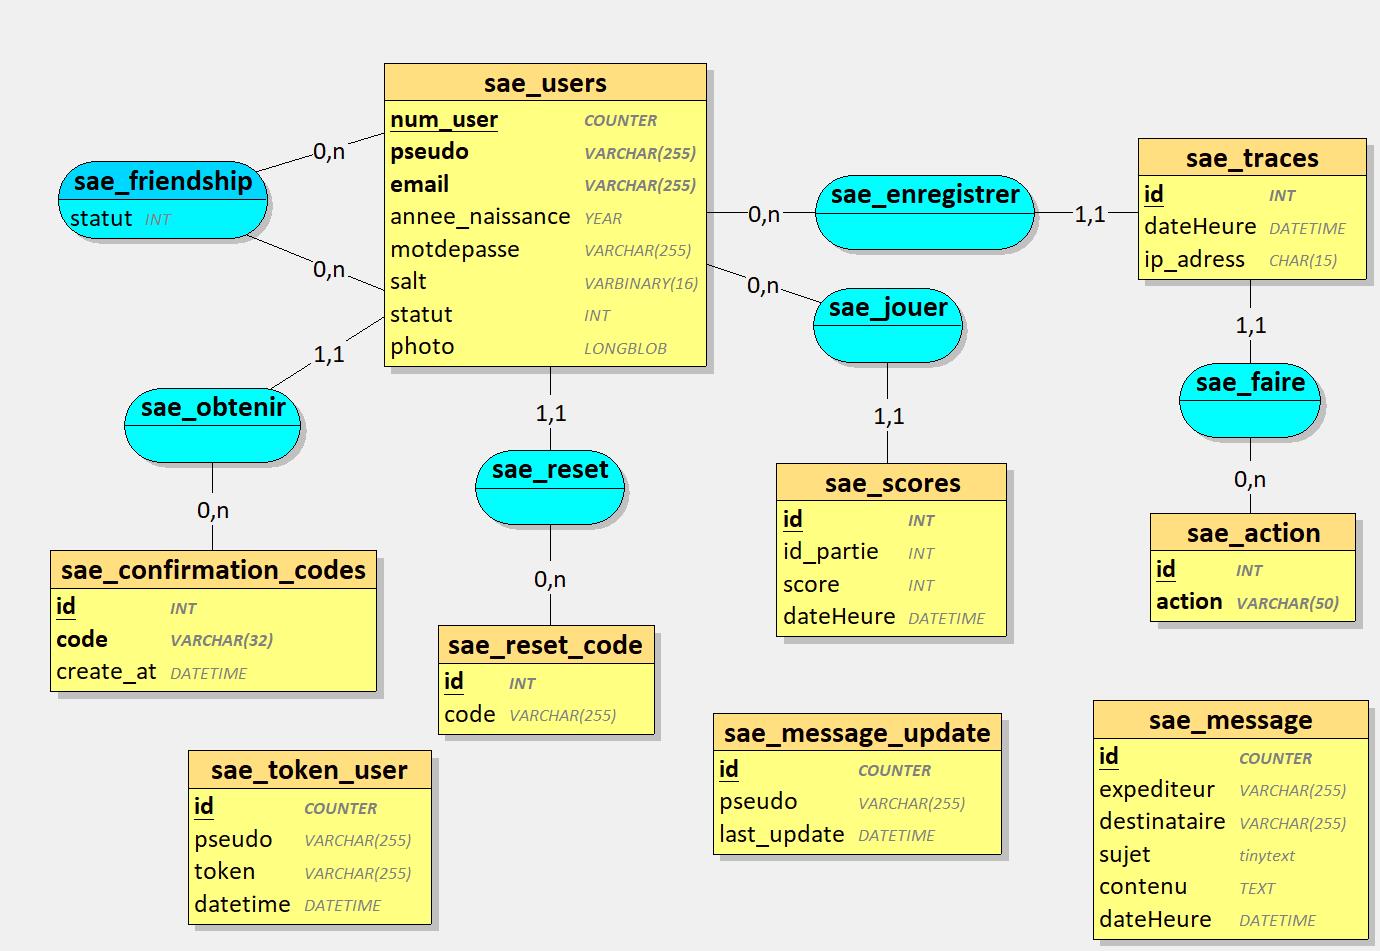 sae_users
num_user COUNTER
pseudo VARCHAR(255)
email VARCHAR(255)
annee_naissance YEAR
motdepasse VARCHAR(255)
salt VARBINARY(16)
statut INT
photo LONGBLOB
0,n
sae_friendship
statut INT
0,n
1,1
sae_obtenir
0,n
sae_confirmation_codes
id INT
code VARCHAR(32)
create_at DATETIME
1,1
sae_reset
0,n
sae_reset_code
id INT
code VARCHAR(255)
0,n
sae_enregistrer
1,1
sae_traces
id INT
dateHeure DATETIME
ip_adress CHAR(15)
0,n
sae_jouer
1,1
sae_scores
id INT
id_partie INT
score INT
dateHeure DATETIME
1,1
sae_faire
0,n
sae_action
id INT
action VARCHAR(50)
sae_token_user
id COUNTER
pseudo VARCHAR(255)
token VARCHAR(255)
datetime DATETIME
sae_message_update
id COUNTER
pseudo VARCHAR(255)
last_update DATETIME
sae_message
id COUNTER
expediteur VARCHAR(255)
destinataire VARCHAR(255)
sujet tinytext
contenu TEXT
dateHeure DATETIME